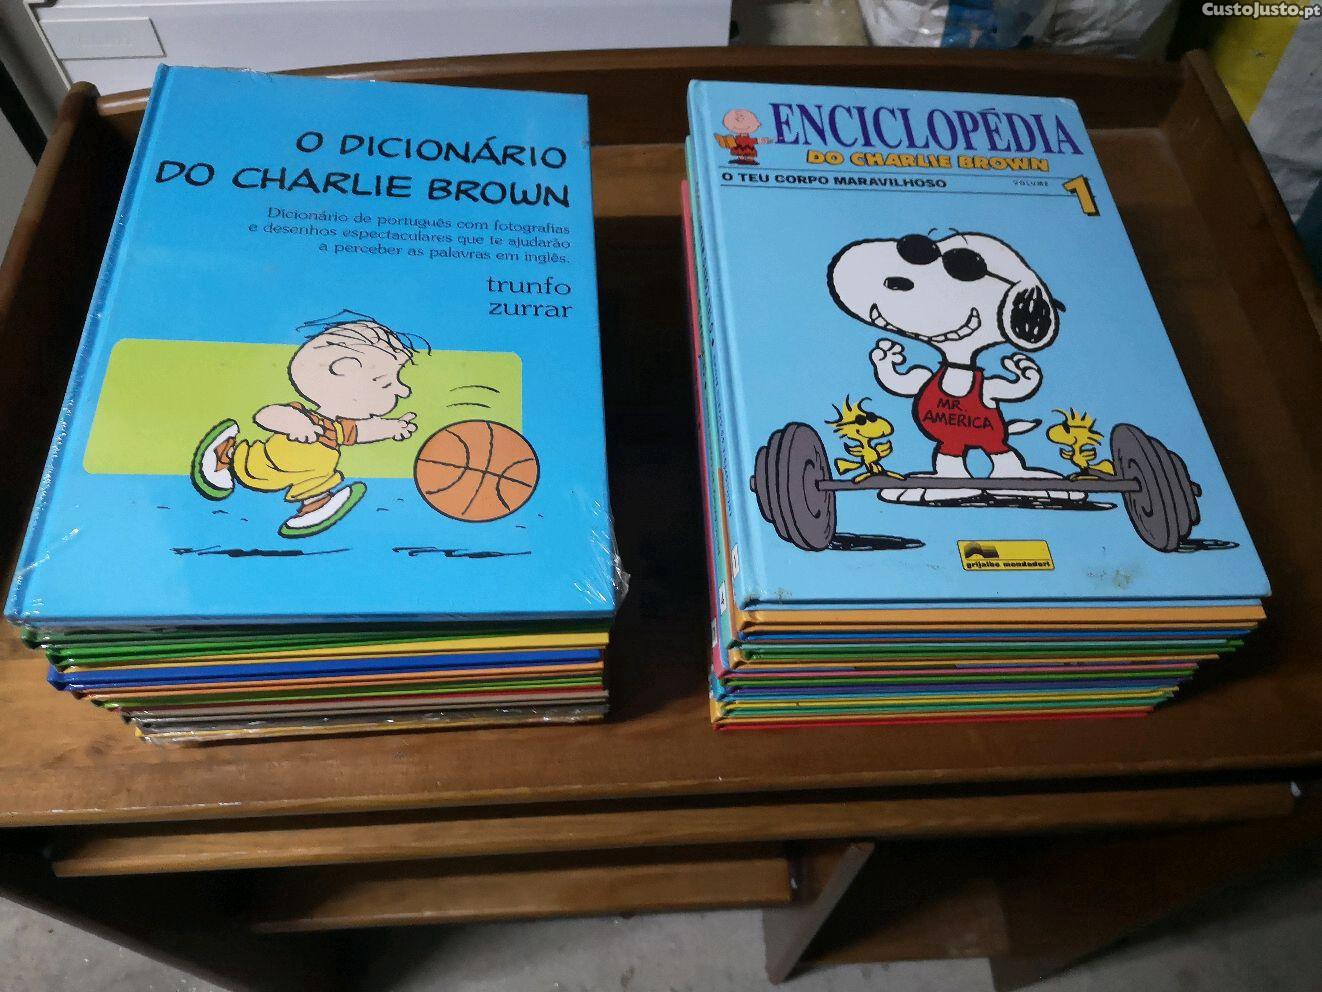 CustoJusto.pt
O DICIONÁRIO
DO CHARLIE BROWN
Dicionário de português com fotografias
e desenhos espectaculares que te ajudarão
a perceber as palavras em inglês.
trunfo
zurrar
ENCICLOPÉDIA
DO CHARLIE BROWN
O TEU CORPO MARAVILHOSO
VOLUME
1
MR.
AMERICA
grijalbo mondadori